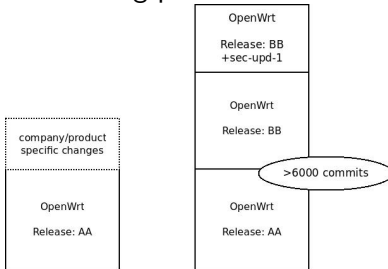 OpenWrt
Release: BB
+sec-upd-1
OpenWrt
Release: BB
company/product
specific changes
>6000 commits
OpenWrt
Release: AA
OpenWrt
Release: AA